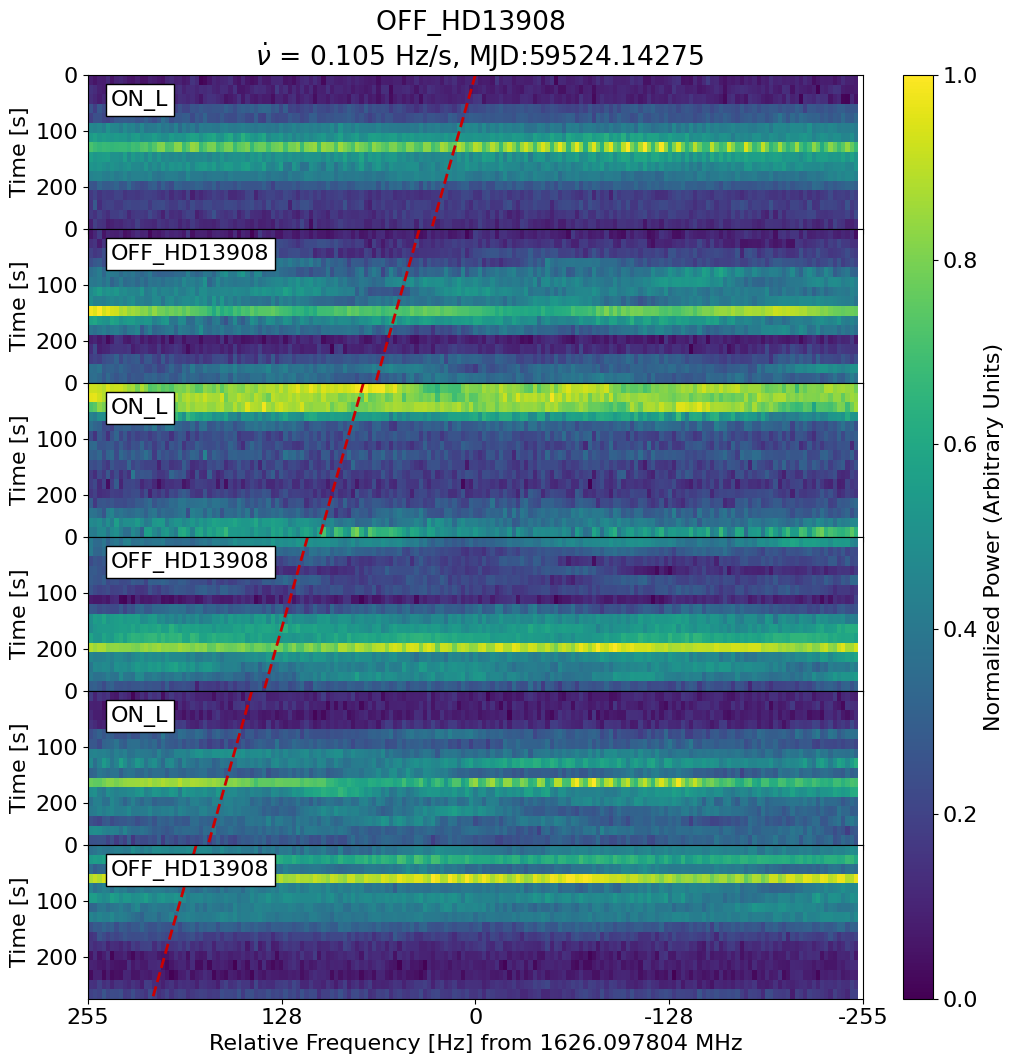 OFF_HD13908
ν̇ = 0.105 Hz/s, MJD:59524.14275
ON_L
OFF_HD13908
ON_L
OFF_HD13908
ON_L
OFF_HD13908
Time [s]
0
100
200
Time [s]
0
100
200
Time [s]
0
100
200
Time [s]
0
100
200
Time [s]
0
100
200
Time [s]
0
100
200
255
128
0
-128
-255
Relative Frequency [Hz] from 1626.097804 MHz
1.0
0.8
0.6
0.4
0.2
0.0
Normalized Power (Arbitrary Units)